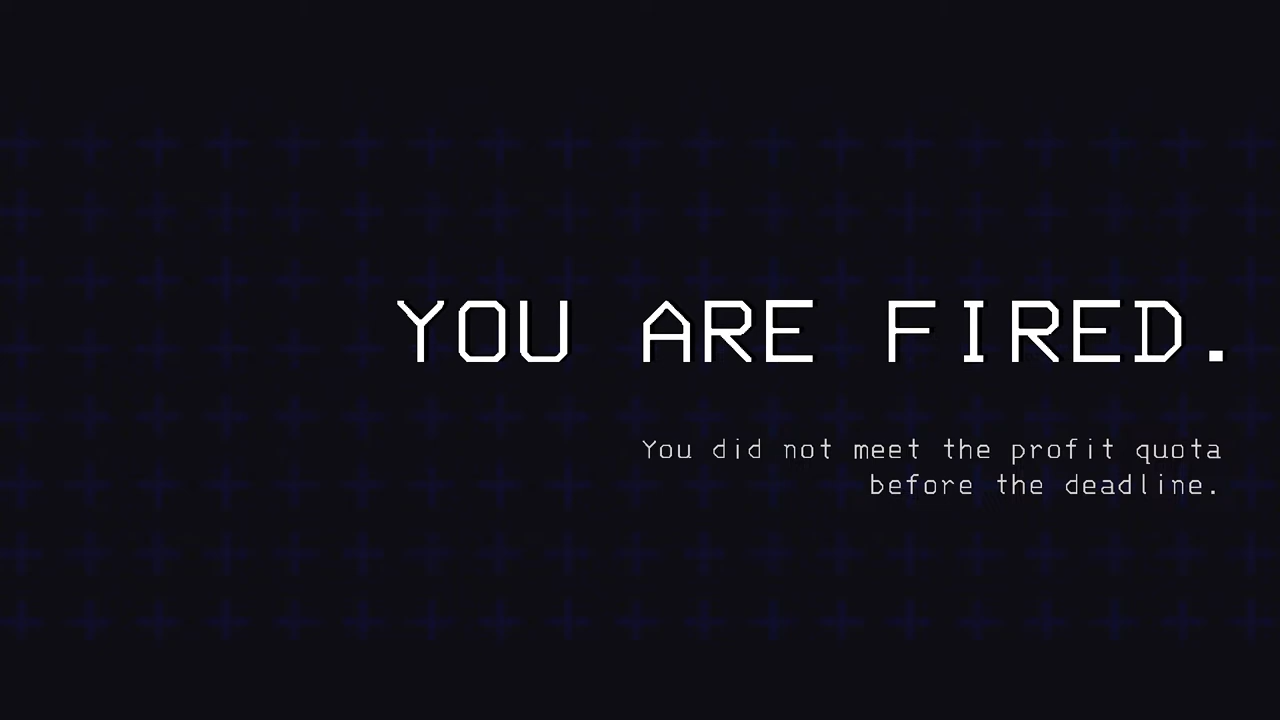 YOU ARE FIRED.
You did not meet the profit quota
before the deadline.